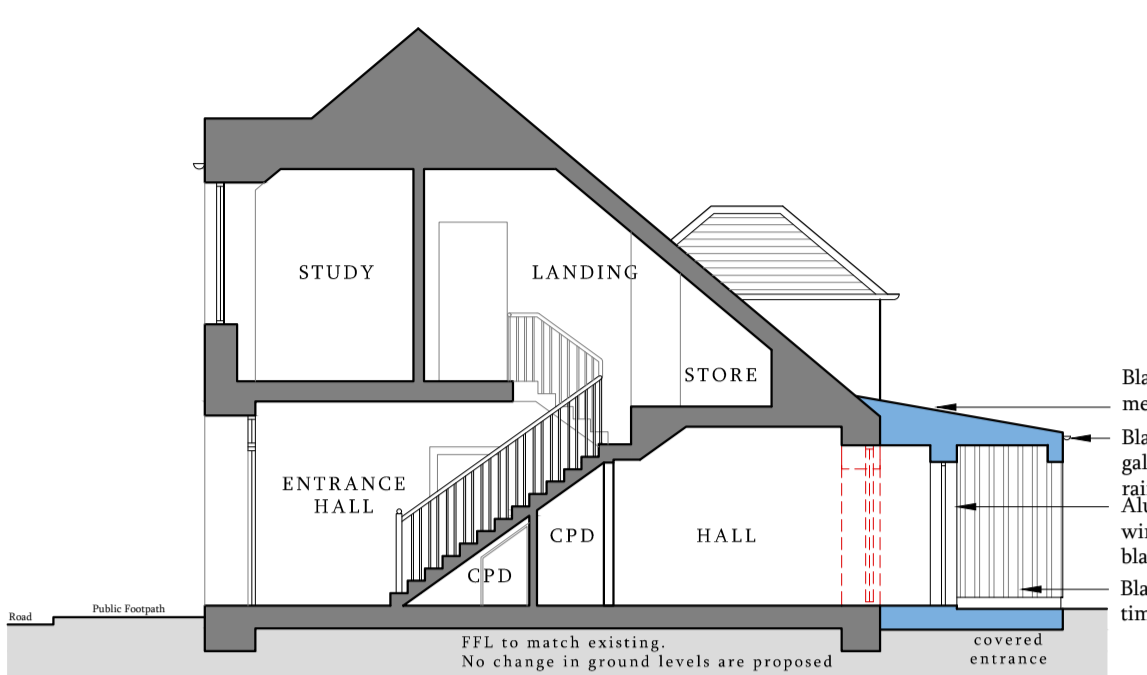 STUDY
LANDING
STORE
ENTRANCE
HALL
CPD
HALL
CPD
Road
Public Footpath
FFL to match existing.
No change in ground levels are proposed
covered
entrance